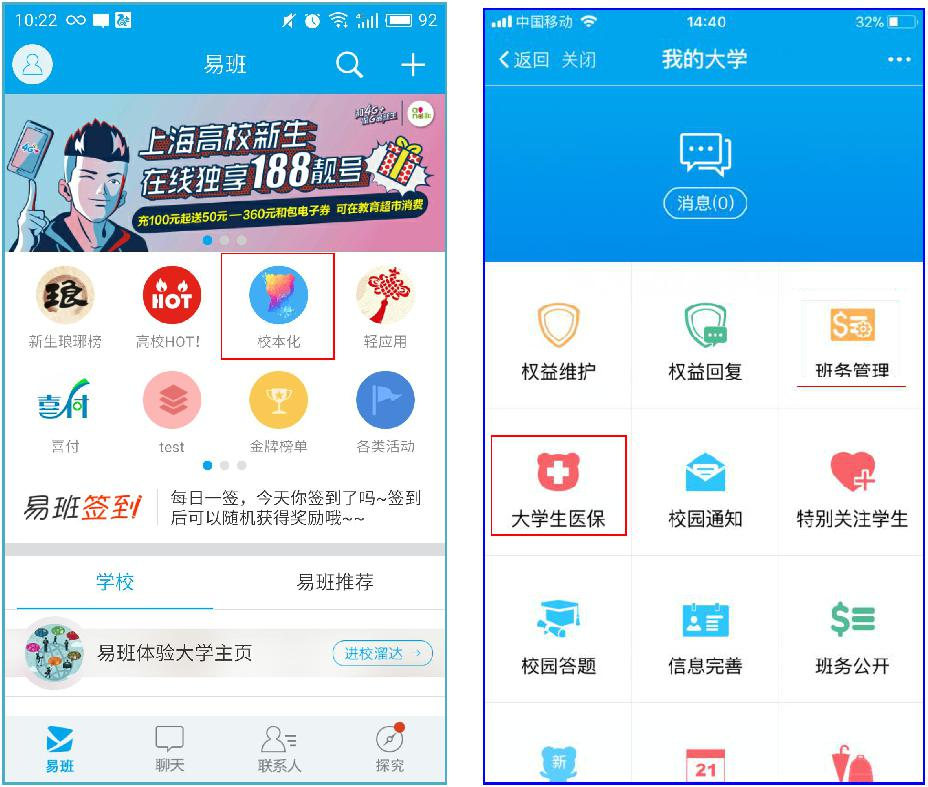 10:22
92
易班
上海高校新生
在线独享188靓号
充100元起送50元—360元和包电子券 可在教育超市消费
4G+
琅
HOT
新生琅琊榜
高校HOT!
校本化
轻应用
喜付
喜付
test
金牌榜单
各类活动
易班签到
每日一签，今天你签到了吗~签到
后可以随机获得奖励哦~~
学校
易班推荐
易班体验大学主页
进校溜达 >
易班
聊天
联系人
探究
中国移动
14:40
32%
返回
关闭
我的大学
消息(0)
权益维护
权益回复
班务管理
大学生医保
校园通知
特别关注学生
校园答题
信息完善
班务公开
新
21